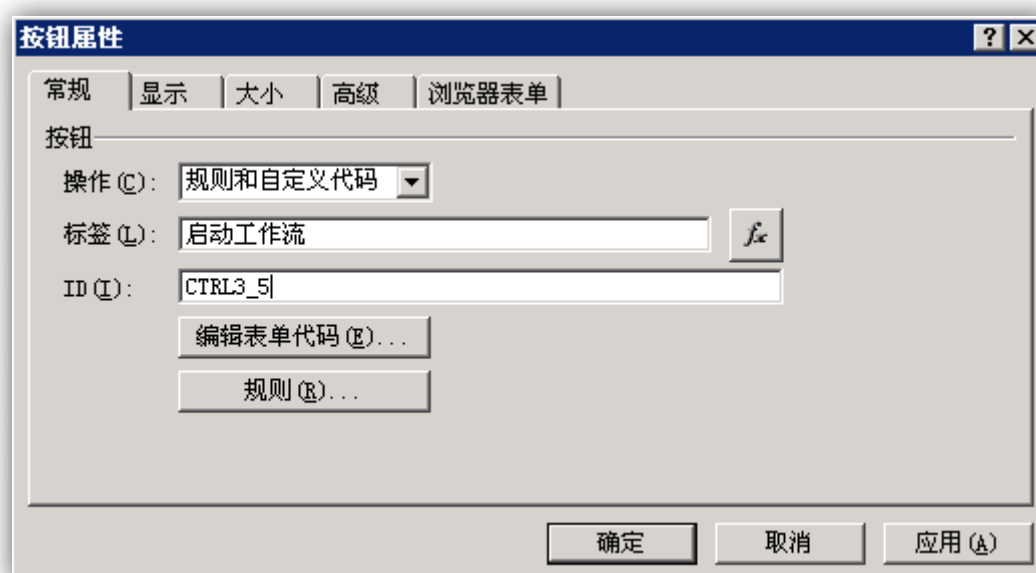 按钮属性
常规 显示 大小 高级 浏览器表单
按钮
操作(C): 规则和自定义代码
标签(L): 启动工作流 fx
ID(I): CTRL3_5
编辑表单代码(E)...
规则(R)...
确定 取消 应用(A)